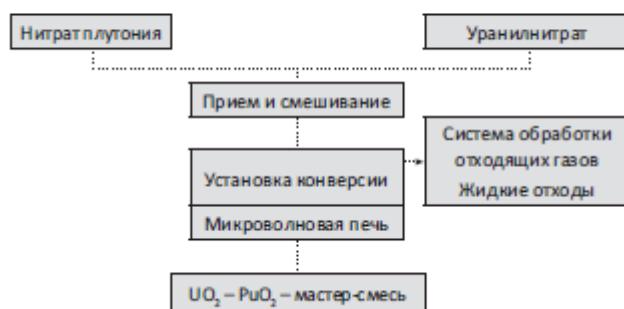 Нитрат плутония
Уранилнитрат
Прием и смешивание
Система обработки
отходящих газов
Жидкие отходы
Установка конверсии
Микроволновая печь
UO₂ – PuO₂ – мастер-смесь